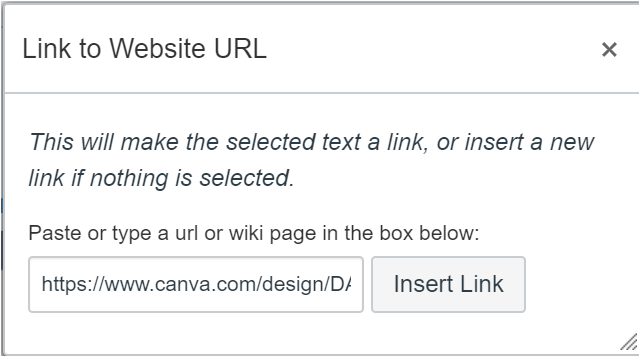 Link to Website URL ×
This will make the selected text a link, or insert a new
link if nothing is selected.
Paste or type a url or wiki page in the box below:
https://www.canva.com/design/DA Insert Link